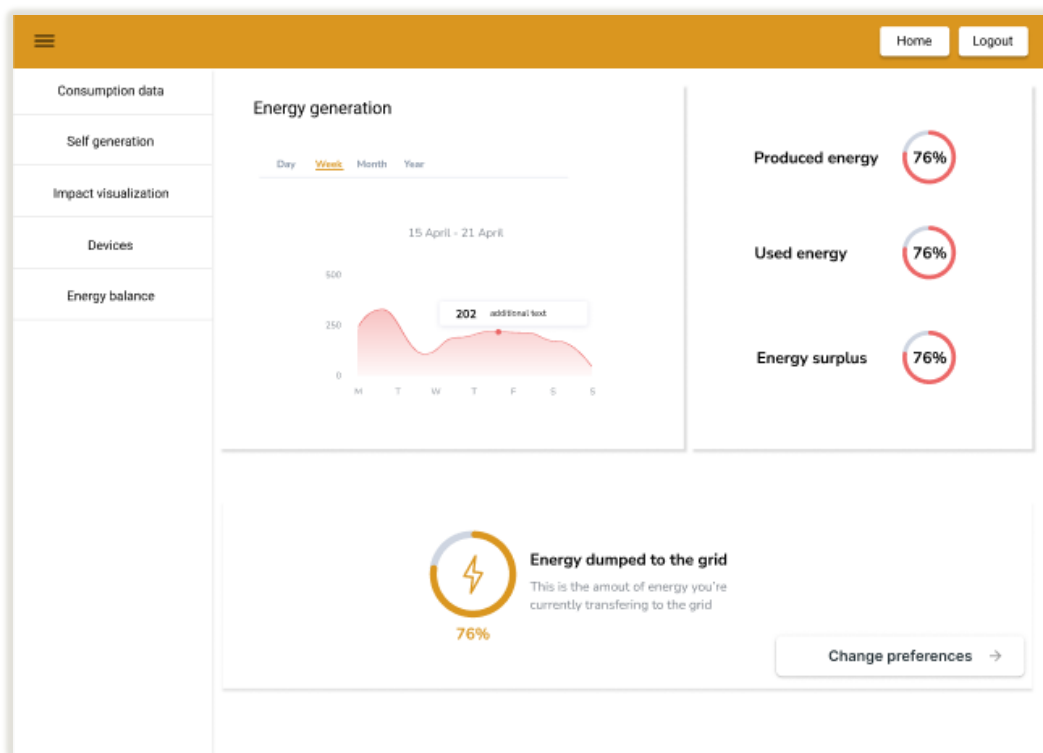 Home
Logout
Consumption data
Self generation
Impact visualization
Devices
Energy balance
Energy generation
Day Week Month Year
15 April - 21 April
500
250
0
202 additional text
M T W T F S S
Produced energy 76%
Used energy 76%
Energy surplus 76%
76%
Energy dumped to the grid
This is the amout of energy you're
currently transfering to the grid
Change preferences →